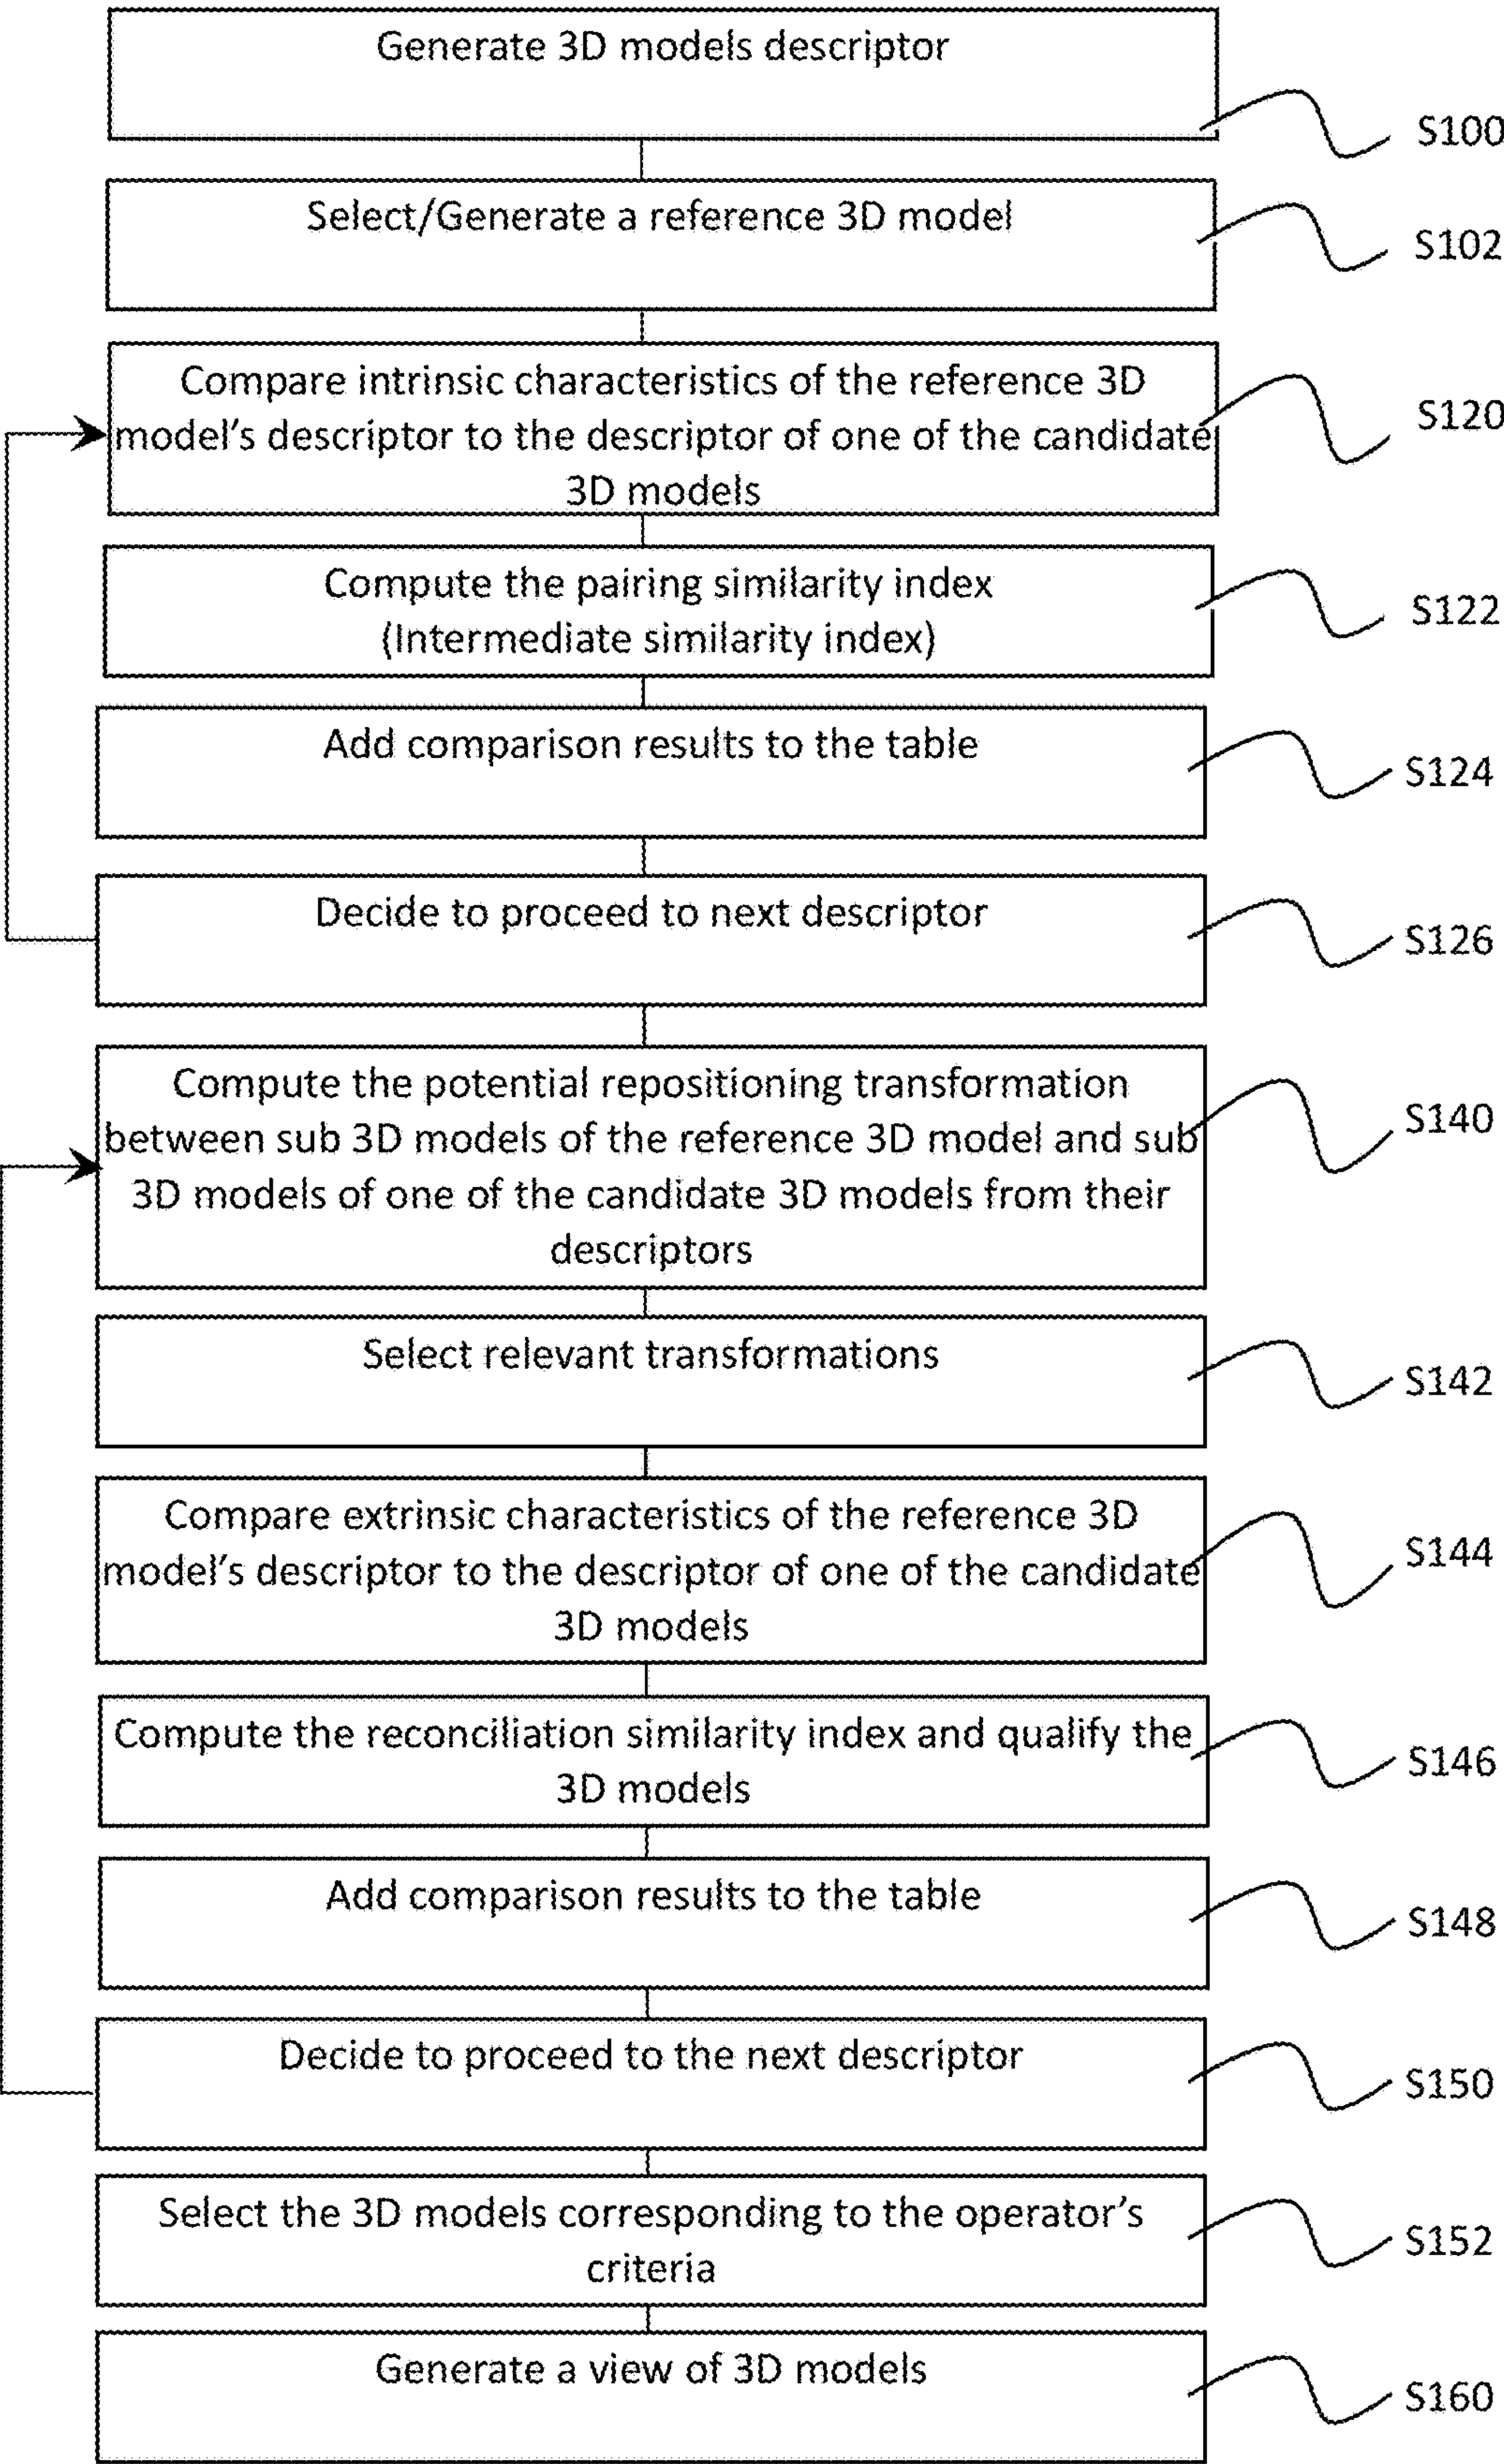 Generate 3D models descriptor
S100
Select/Generate a reference 3D model
S102
Compare intrinsic characteristics of the reference 3D
model's descriptor to the descriptor of one of the candidate
3D models
S120
Compute the pairing similarity index
(Intermediate similarity index)
S122
Add comparison results to the table
S124
Decide to proceed to next descriptor
S126
Compute the potential repositioning transformation
between sub 3D models of the reference 3D model and sub
3D models of one of the candidate 3D models from their
descriptors
S140
Select relevant transformations
S142
Compare extrinsic characteristics of the reference 3D
model's descriptor to the descriptor of one of the candidate
3D models
S144
Compute the reconciliation similarity index and qualify the
3D models
S146
Add comparison results to the table
S148
Decide to proceed to the next descriptor
S150
Select the 3D models corresponding to the operator's
criteria
S152
Generate a view of 3D models
S160